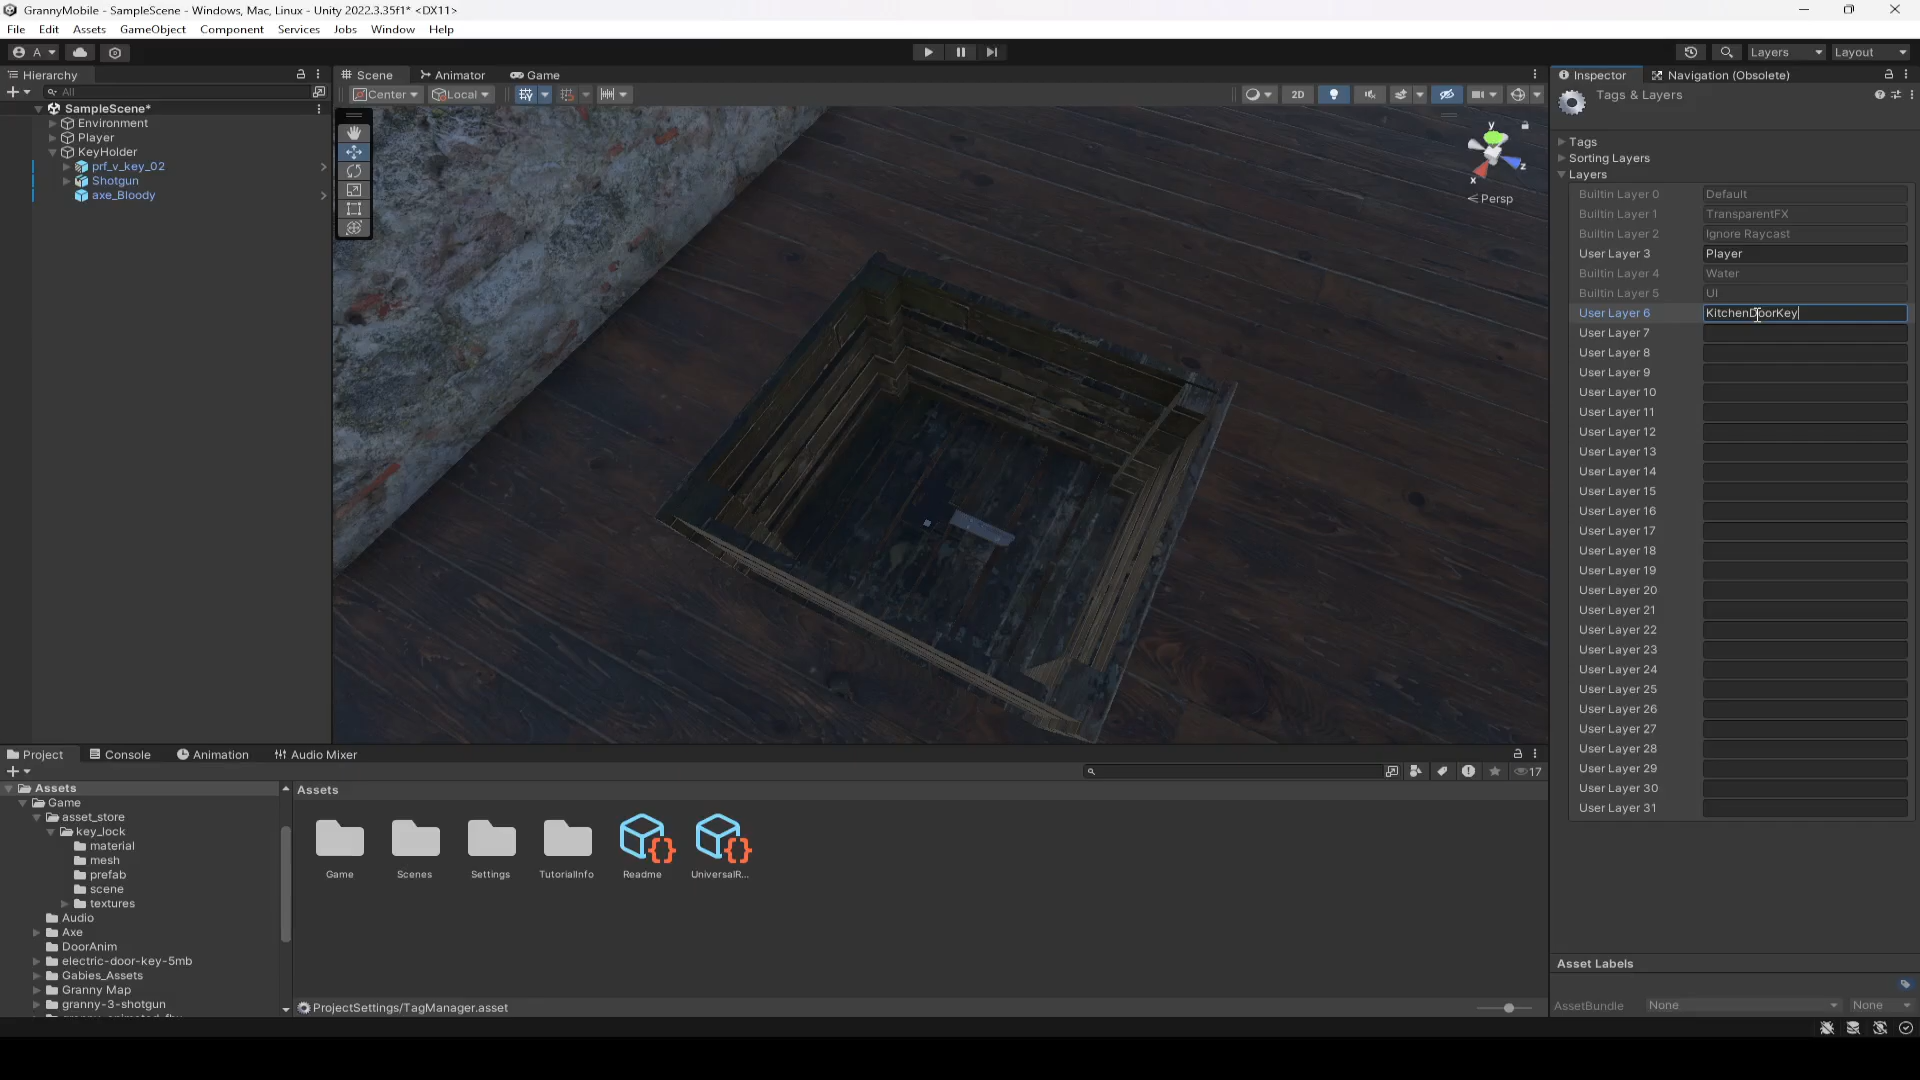 GrannyMobile - SampleScene - Windows, Mac, Linux - Unity 2022.3.35f1* <DX11>
File Edit Assets GameObject Component Services Jobs Window Help
A Layers Layout
Hierarchy
All
SampleScene*
Environment
Player
KeyHolder
prf_v_key_02
Shotgun
axe_Bloody
Scene Animator Game
Center Local 2D
y
z
x
Persp
Inspector Navigation (Obsolete)
Tags & Layers
Tags
Sorting Layers
Layers
Builtin Layer 0 Default
Builtin Layer 1 TransparentFX
Builtin Layer 2 Ignore Raycast
User Layer 3 Player
Builtin Layer 4 Water
Builtin Layer 5 UI
User Layer 6 KitchenDoorKey
User Layer 7
User Layer 8
User Layer 9
User Layer 10
User Layer 11
User Layer 12
User Layer 13
User Layer 14
User Layer 15
User Layer 16
User Layer 17
User Layer 18
User Layer 19
User Layer 20
User Layer 21
User Layer 22
User Layer 23
User Layer 24
User Layer 25
User Layer 26
User Layer 27
User Layer 28
User Layer 29
User Layer 30
User Layer 31
Asset Labels
AssetBundle None None
Project Console Animation Audio Mixer
17
Assets
Game
asset_store
key_lock
material
mesh
prefab
scene
textures
Audio
Axe
DoorAnim
electric-door-key-5mb
Gabies_Assets
Granny Map
granny-3-shotgun
Assets
Game Scenes Settings TutorialInfo Readme UniversalR...
ProjectSettings/TagManager.asset